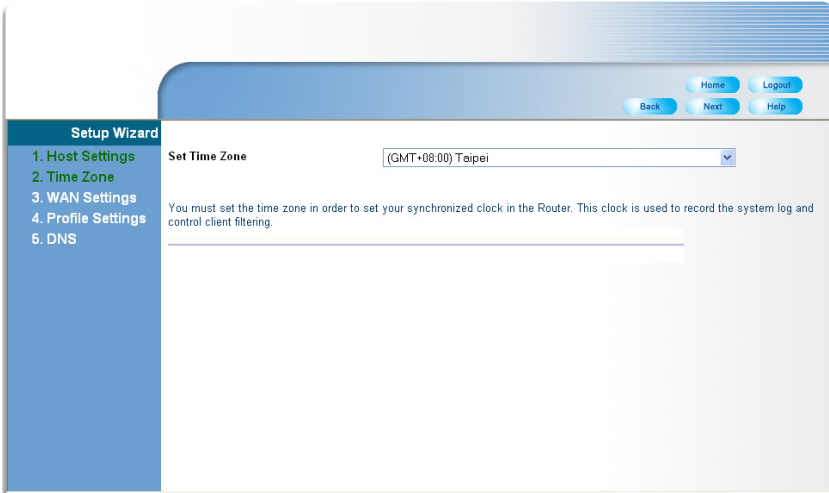 Home Logout
Back Next Help
Setup Wizard
1. Host Settings
2. Time Zone
3. WAN Settings
4. Profile Settings
5. DNS
Set Time Zone (GMT+08:00) Taipei
You must set the time zone in order to set your synchronized clock in the Router. This clock is used to record the system log and
control client filtering.